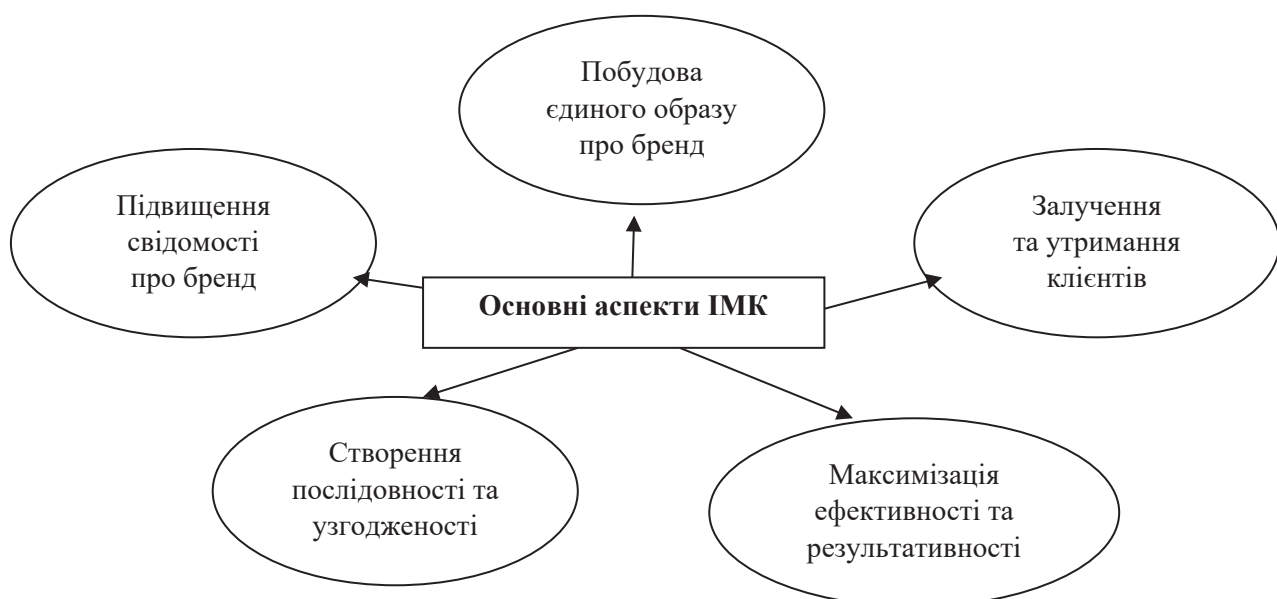 Побудова
єдиного образу
про бренд
Підвищення
свідомості
про бренд
Залучення
та утримання
клієнтів
Основні аспекти ІМК
Створення
послідовності та
узгодженості
Максимізація
ефективності та
результативності